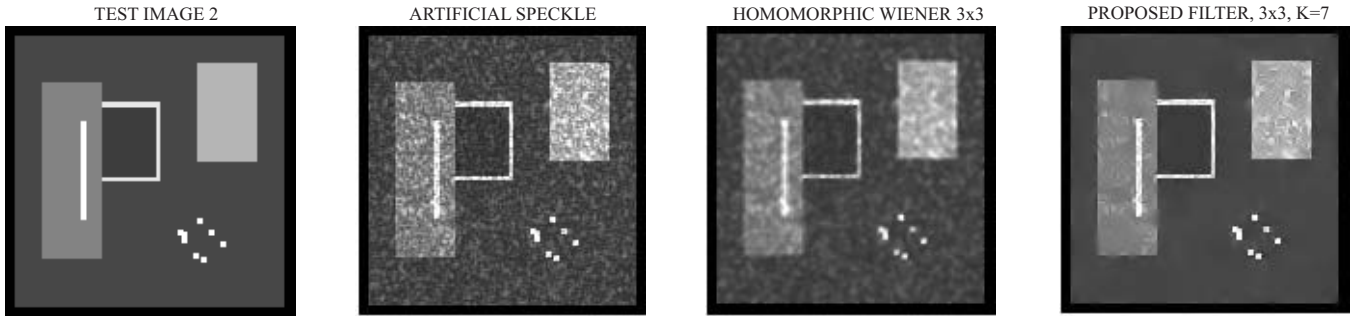 TEST IMAGE 2
ARTIFICIAL SPECKLE
HOMOMORPHIC WIENER 3x3
PROPOSED FILTER, 3x3, K=7